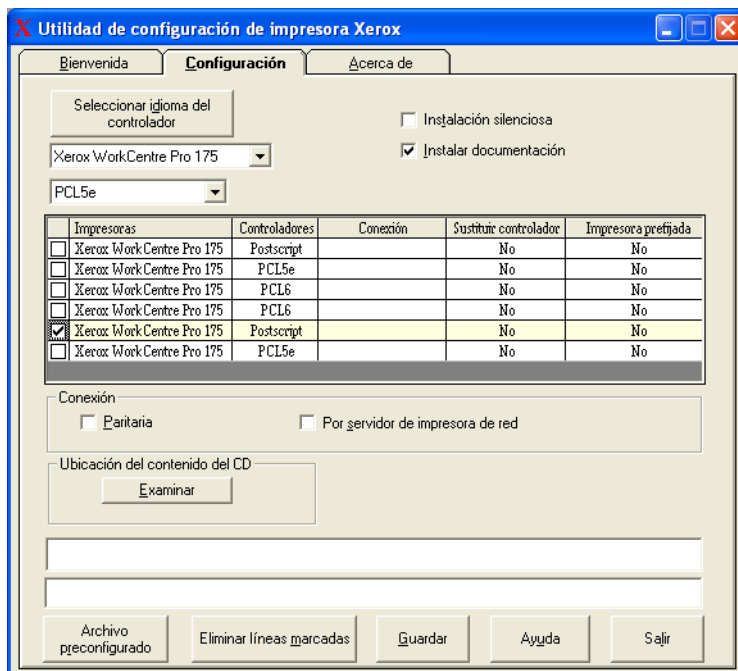 X Utilidad de configuración de impresora Xerox
Bienvenida Configuración Acerca de
Seleccionar idioma del
controlador
Instalación silenciosa
Xerox WorkCentre Pro 175
Instalar documentación
PCL5e
Impresoras Controladores Conexión Sustituir controlador Impresora prefijada
Xerox WorkCentre Pro 175 Postscript No No
Xerox WorkCentre Pro 175 PCL5e No No
Xerox WorkCentre Pro 175 PCL6 No No
Xerox WorkCentre Pro 175 PCL6 No No
Xerox WorkCentre Pro 175 Postscript No No
Xerox WorkCentre Pro 175 PCL5e No No
Conexión
Paritaria Por servidor de impresora de red
Ubicación del contenido del CD
Examinar
Archivo
preconfigurado
Eliminar líneas marcadas
Guardar
Ayuda
Salir